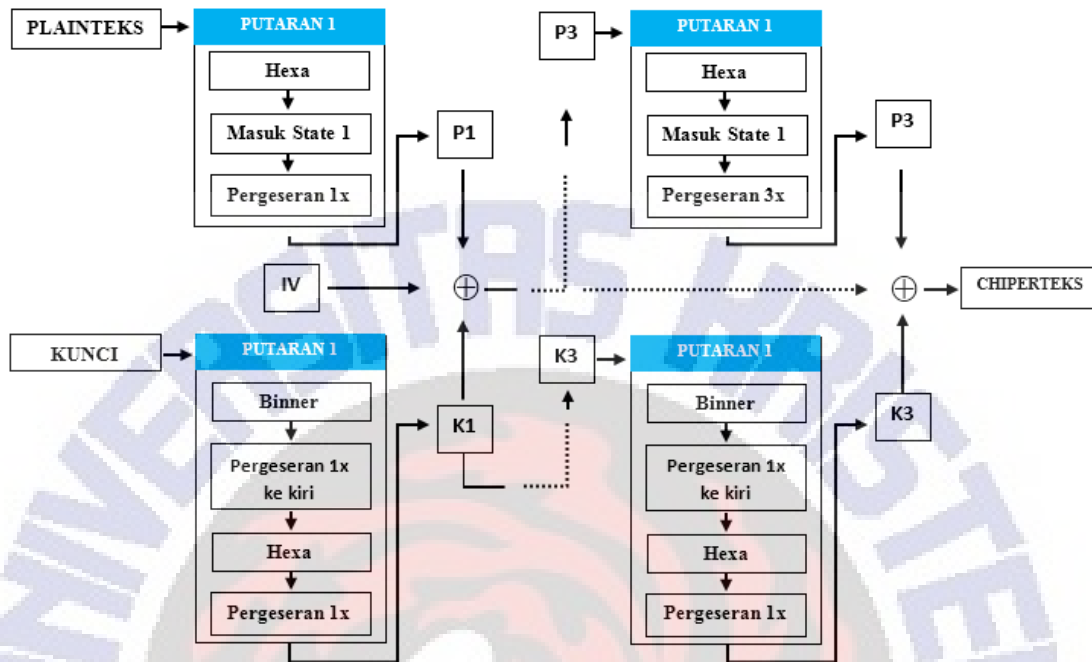 PLAINTEKS
PUTARAN 1
Hexa
Masuk State 1
Pergeseran 1x
P1
P3
PUTARAN 1
Hexa
Masuk State 1
Pergeseran 3x
P3
IV
CHIPERTEKS
KUNCI
PUTARAN 1
Binner
Pergeseran 1x
ke kiri
Hexa
Pergeseran 1x
K1
K3
PUTARAN 1
Binner
Pergeseran 1x
ke kiri
Hexa
Pergeseran 1x
K3
UNIVERSITAS KRISTEN